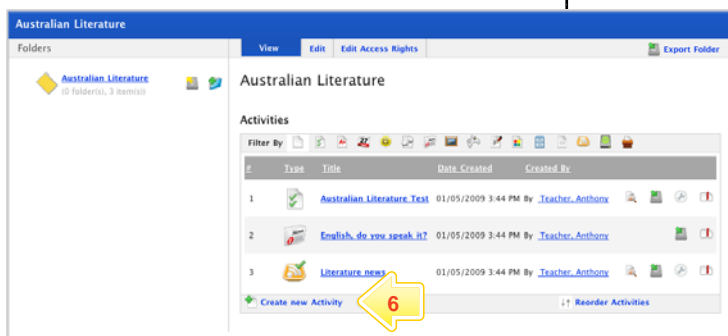 Australian Literature
Folders
View Edit Edit Access Rights Export Folder
Australian Literature
(0 folder(s), 3 item(s))
Australian Literature
Activities
Filter By
# Type Title Date Created Created By
1 Australian Literature Test 01/05/2009 3:44 PM By Teacher, Anthony
2 English, do you speak it? 01/05/2009 3:44 PM By Teacher, Anthony
3 Literature news 01/05/2009 3:44 PM By Teacher, Anthony
Create new Activity 6 Reorder Activities